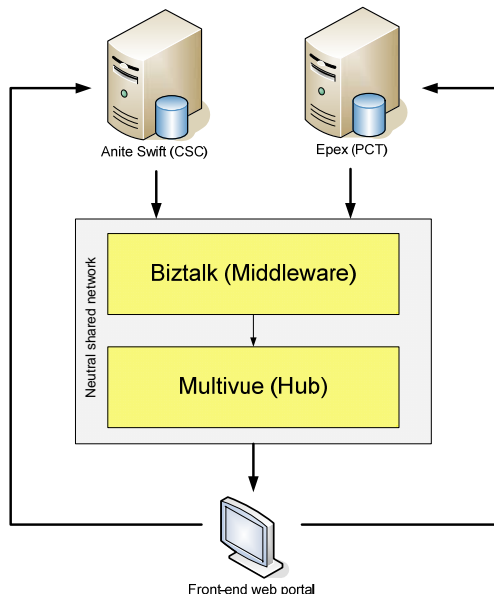 Anite Swift (CSC)
Epex (PCT)
Neutral shared network
Biztalk (Middleware)
Multivue (Hub)
Front-end web portal